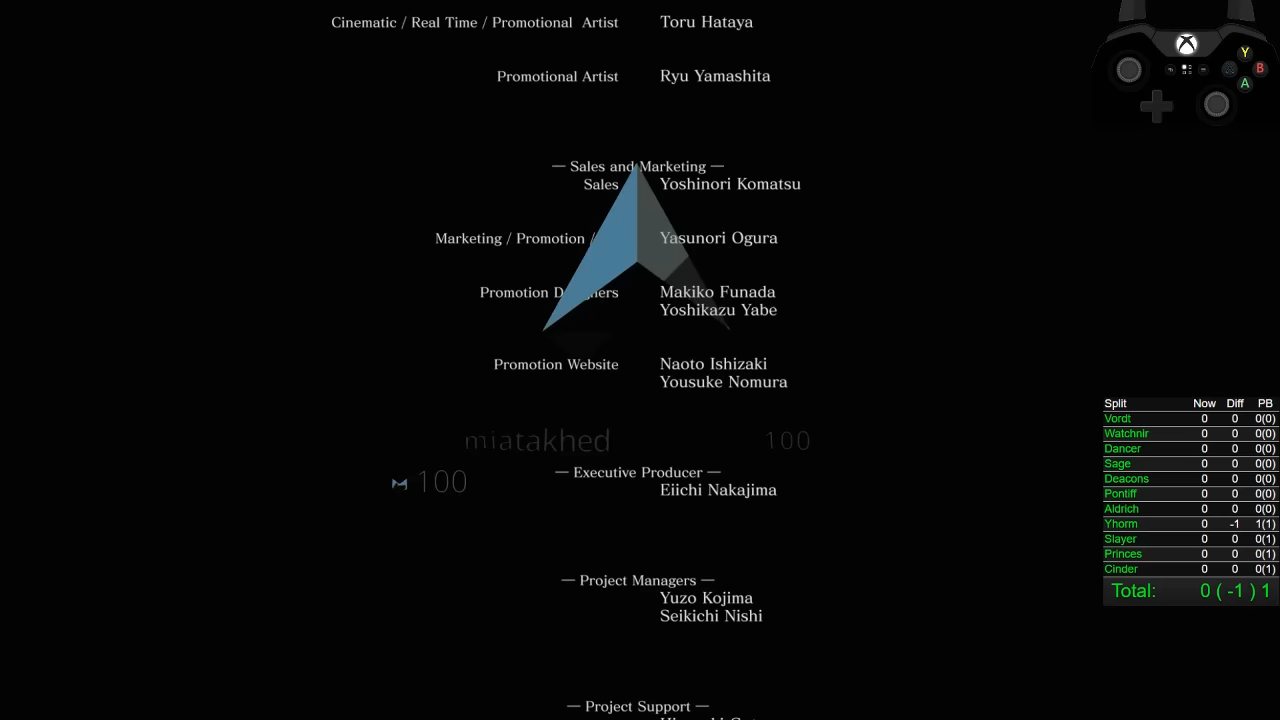 Cinematic / Real Time / Promotional Artist Toru Hataya
Promotional Artist Ryu Yamashita
— Sales and Marketing —
Sales Yoshinori Komatsu
Marketing / Promotion / Yasunori Ogura
Promotion D ners Makiko Funada
Yoshikazu Yabe
Promotion Website Naoto Ishizaki
Yousuke Nomura
miatakhed 100
100
— Executive Producer —
Eiichi Nakajima
— Project Managers —
Yuzo Kojima
Seikichi Nishi
— Project Support —
Y
B
A
Split Now Diff PB
Vordt 0 0 0(0)
Watchnir 0 0 0(0)
Dancer 0 0 0(0)
Sage 0 0 0(0)
Deacons 0 0 0(0)
Pontiff 0 0 0(0)
Aldrich 0 0 0(0)
Yhorm 0 -1 1(1)
Slayer 0 0 0(1)
Princes 0 0 0(1)
Cinder 0 0 0(1)
Total: 0 ( -1 ) 1